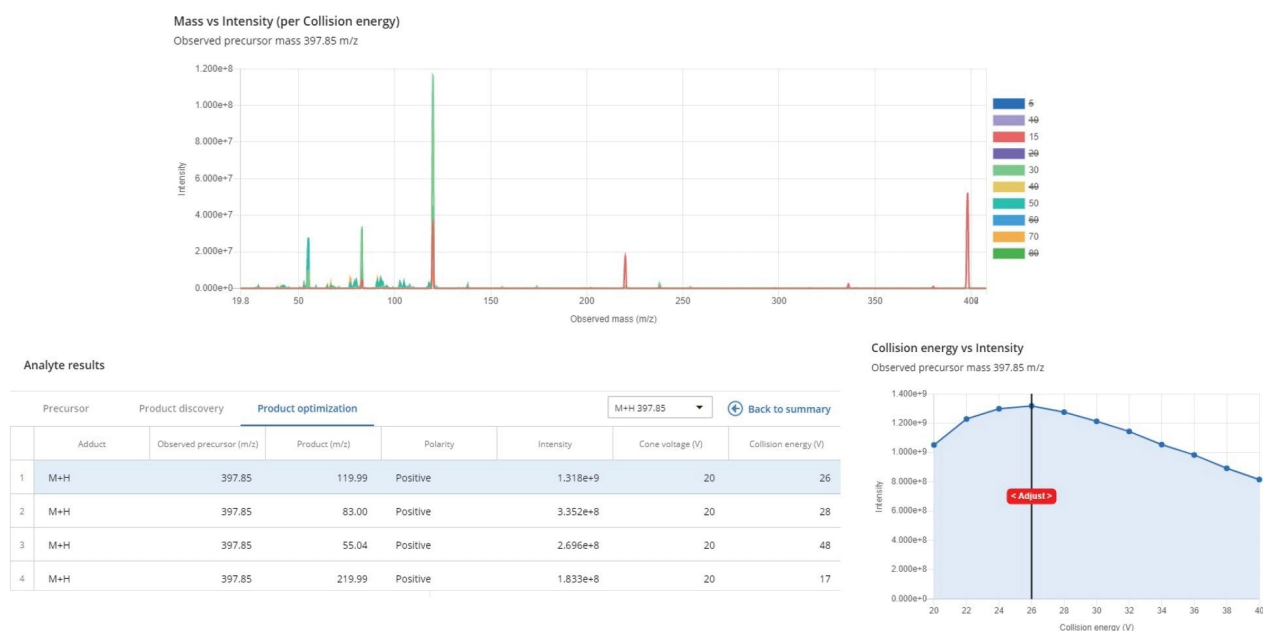 Mass vs Intensity (per Collision energy)
Observed precursor mass 397.85 m/z
1.200e+8
1.000e+8
8.000e+7
6.000e+7
4.000e+7
2.000e+7
0.000e+0
Intensity
19.8 50 100 150 200 250 300 350 400
Observed mass (m/z)
5
10
15
20
30
40
50
60
70
80
Analyte results
Precursor Product discovery Product optimization M+H 397.85 Back to summary
Adduct Observed precursor (m/z) Product (m/z) Polarity Intensity Cone voltage (V) Collision energy (V)
1 M+H 397.85 119.99 Positive 1.318e+9 20 26
2 M+H 397.85 83.00 Positive 3.352e+8 20 28
3 M+H 397.85 55.04 Positive 2.696e+8 20 48
4 M+H 397.85 219.99 Positive 1.833e+8 20 17
Collision energy vs Intensity
Observed precursor mass 397.85 m/z
1.400e+9
1.200e+9
1.000e+9
8.000e+8
6.000e+8
4.000e+8
2.000e+8
0.000e+0
Intensity
< Adjust >
20 22 24 26 28 30 32 34 36 38 40
Collision energy (V)